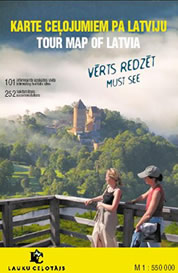 KARTE CEĻOJUMIEM PA LATVIJU
TOUR MAP OF LATVIA
VĒRTS REDZĒT
MUST SEE
101
252
LAUKU CEĻOTĀJS
M 1 : 550 000